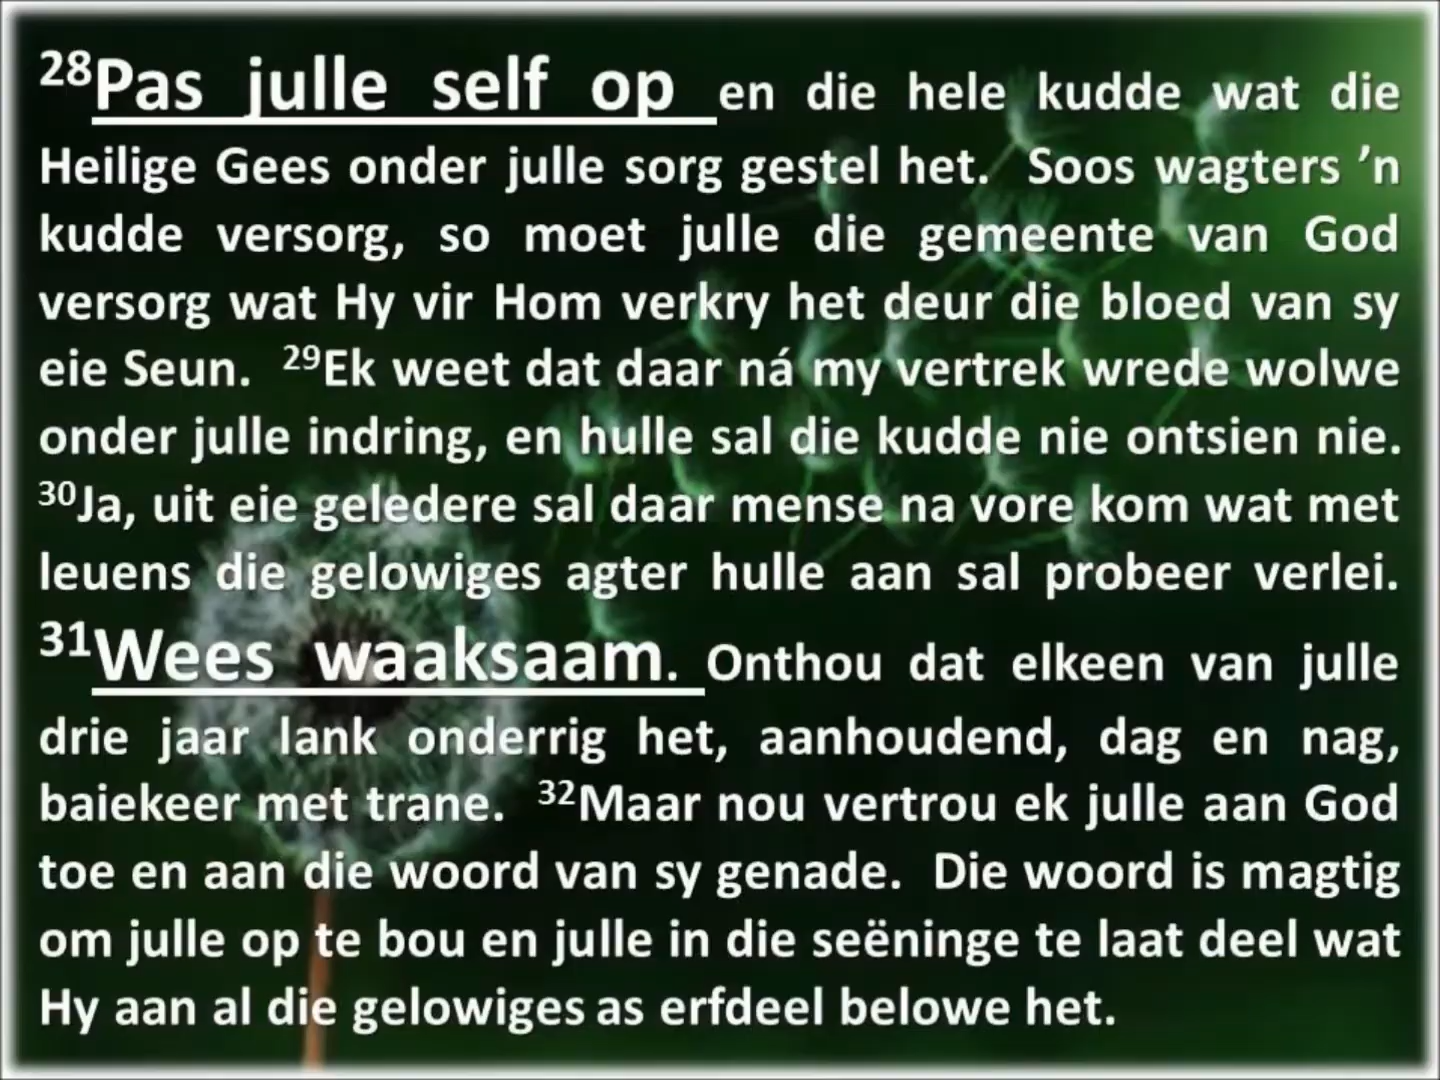 28Pas julle self op en die hele kudde wat die
Heilige Gees onder julle sorg gestel het. Soos wagters ’n
kudde versorg, so moet julle die gemeente van God
versorg wat Hy vir Hom verkry het deur die bloed van sy
eie Seun. 29Ek weet dat daar ná my vertrek wrede wolwe
onder julle indring, en hulle sal die kudde nie ontsien nie.
30Ja, uit eie geledere sal daar mense na vore kom wat met
leuens die gelowiges agter hulle aan sal probeer verlei.
31Wees waaksaam. Onthou dat elkeen van julle
drie jaar lank onderrig het, aanhoudend, dag en nag,
baiekeer met trane. 32Maar nou vertrou ek julle aan God
toe en aan die woord van sy genade. Die woord is magtig
om julle op te bou en julle in die seëninge te laat deel wat
Hy aan al die gelowiges as erfdeel belowe het.